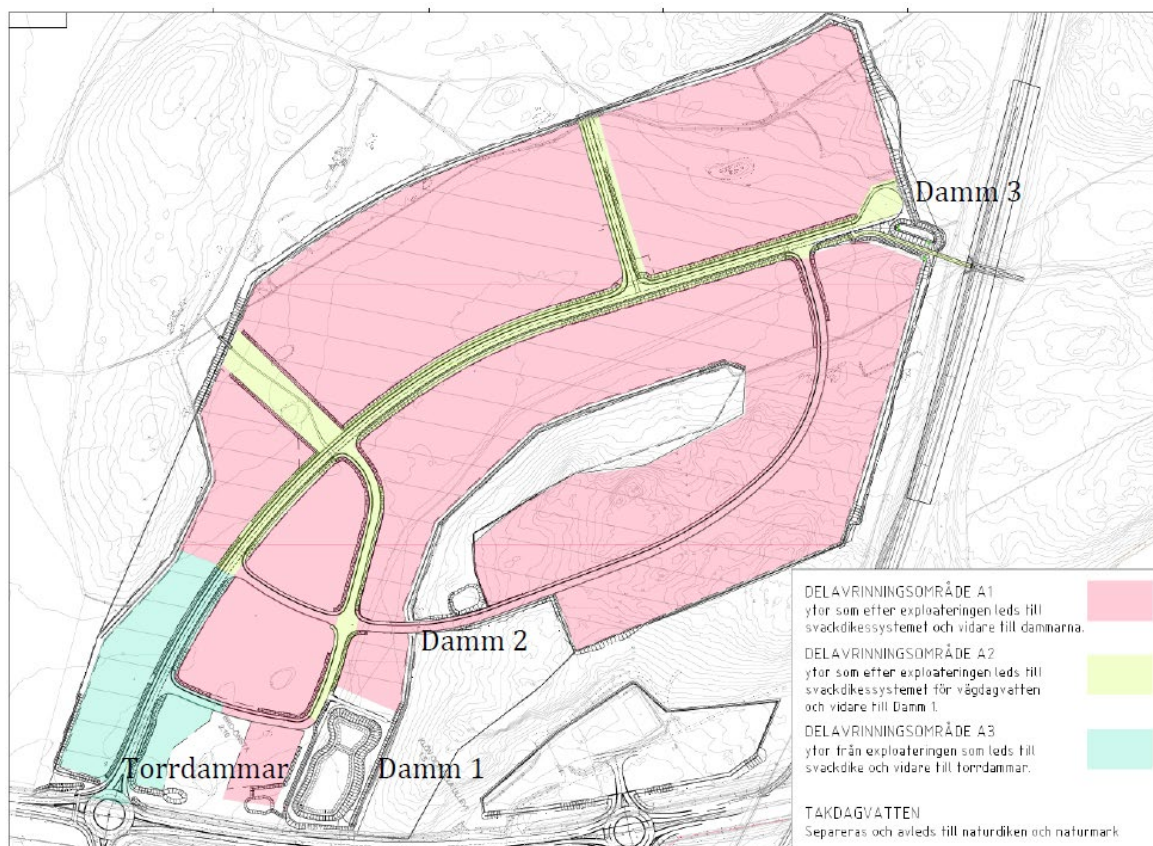 Damm 3
Damm 2
Torrdammar
Damm 1
DELAVRINNINGSOMRÅDE A1
ytor som efter exploateringen leds till
svackdikessystemet och vidare till dammarna.
DELAVRINNINGSOMRÅDE A2
ytor som efter exploateringen leds till
svackdikessystemet för vägdagvatten
och vidare till Damm 1.
DELAVRINNINGSOMRÅDE A3
ytor från exploateringen som leds till
svackdike och vidare till torrdammar.
TAKDAGVATTEN
Separeras och avleds till naturdiken och naturmark